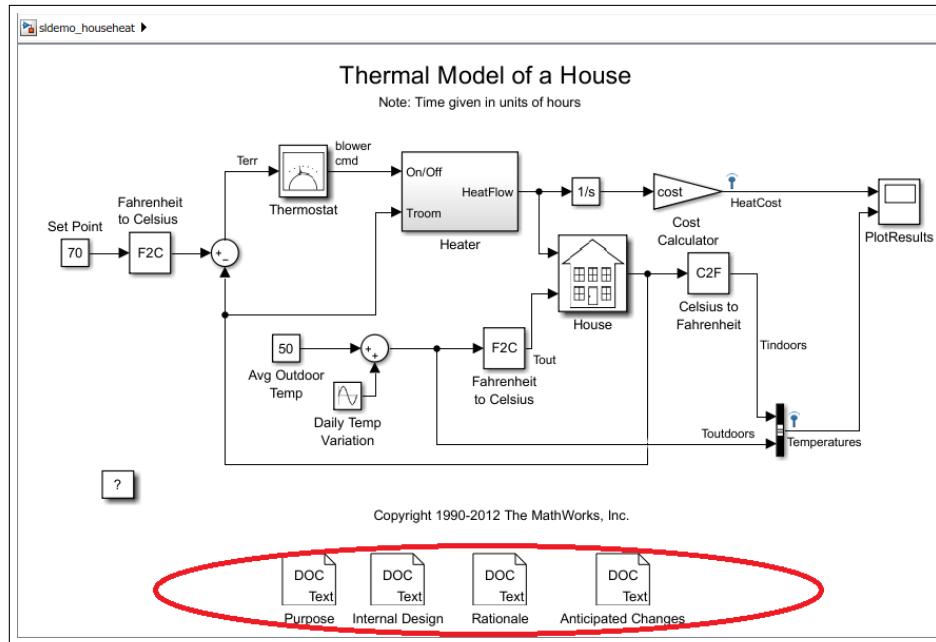 sldemo_househeat
Thermal Model of a House
Note: Time given in units of hours
blower
cmd
Terr
On/Off
HeatFlow
Troom
Heater
Thermostat
Fahrenheit
to Celsius
Set Point
70
F2C
1/s
cost
HeatCost
Cost
Calculator
PlotResults
House
C2F
Celsius to
Fahrenheit
50
Avg Outdoor
Temp
Daily Temp
Variation
F2C
Tout
Fahrenheit
to Celsius
Tindoors
Toutdoors
Temperatures
?
Copyright 1990-2012 The MathWorks, Inc.
DOC
Text
Purpose
DOC
Text
Internal Design
DOC
Text
Rationale
DOC
Text
Anticipated Changes